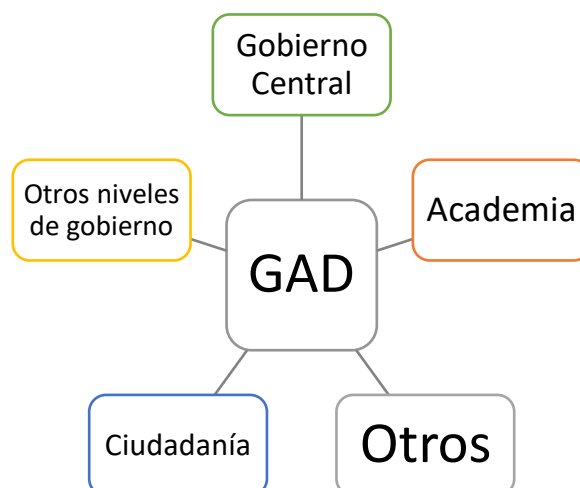 Gobierno
Central
Otros niveles
de gobierno
Academia
GAD
Ciudadanía
Otros